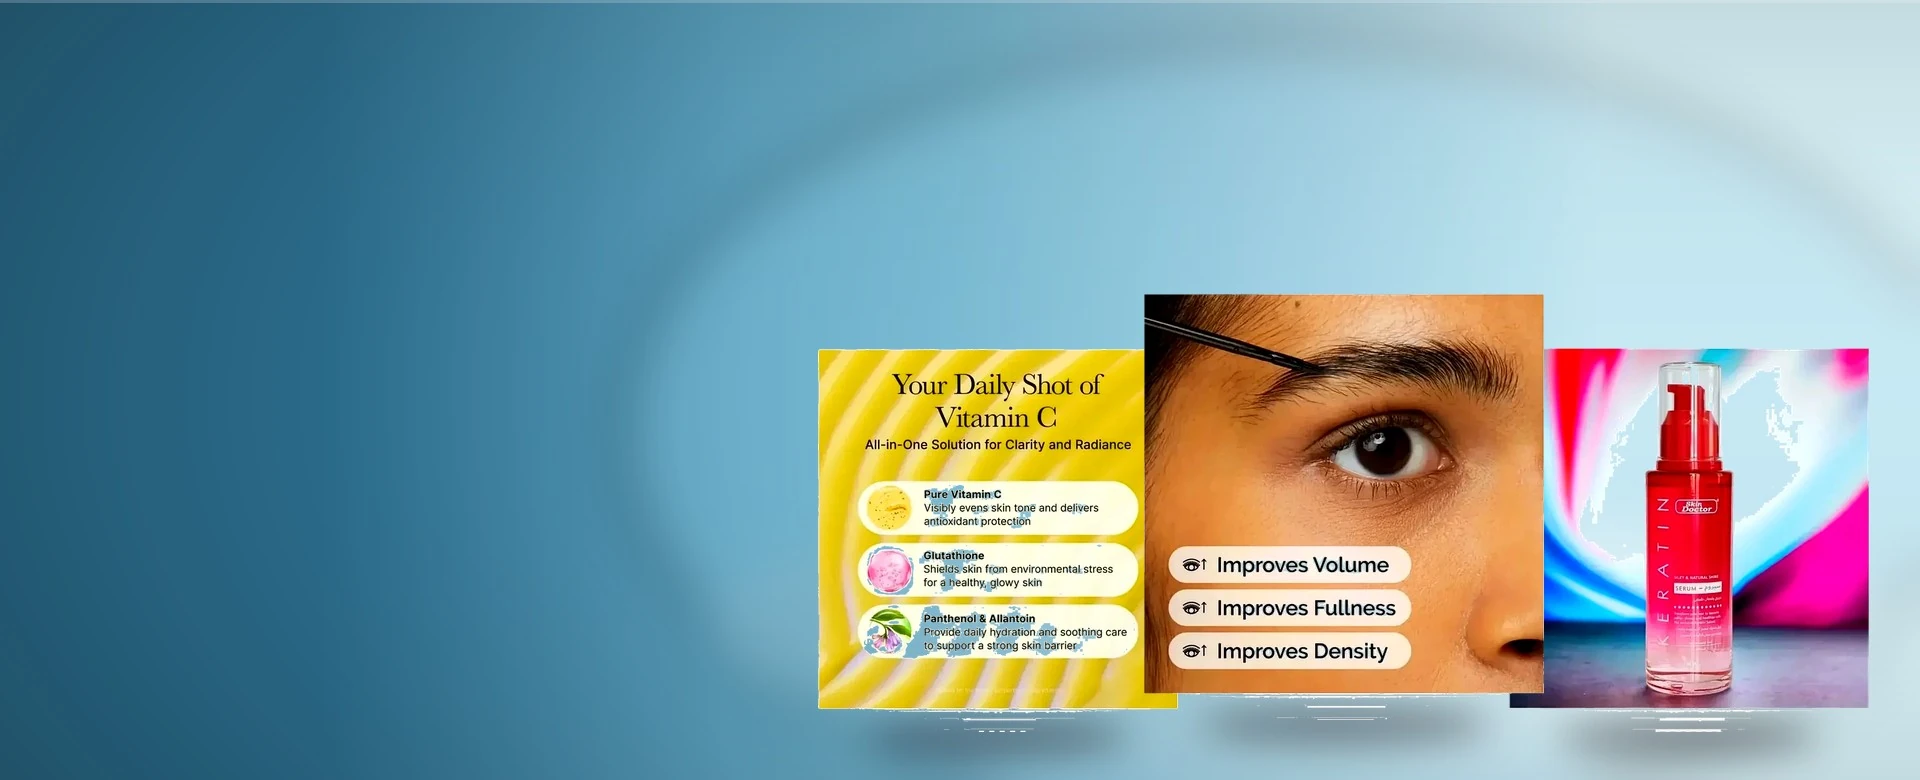 Your Daily Shot of
Vitamin C
All-in-One Solution for Clarity and Radiance
Pure Vitamin C
Visibly evens skin tone and delivers
antioxidant protection
Glutathione
Shields skin from environmental stress
for a healthy, glowy skin
Panthenol & Allantoin
Provide daily hydration and soothing care
to support a strong skin barrier
Improves Volume
Improves Fullness
Improves Density
Skin
Doctor
KERATIN
SERUM